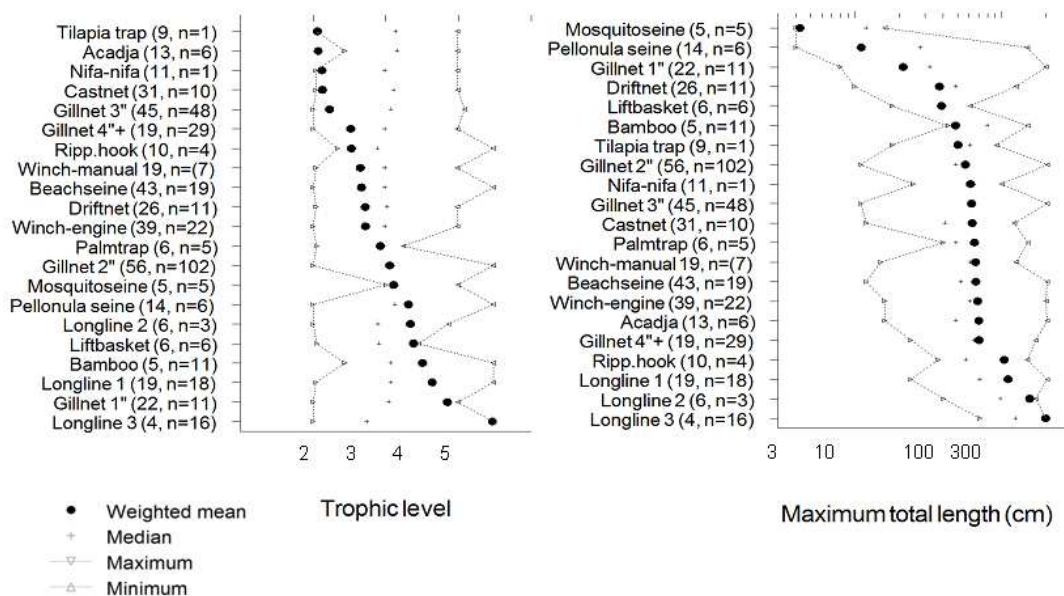 Tilapia trap (9, n=1)
Acadja (13, n=6)
Nifa-nifa (11, n=1)
Castnet (31, n=10)
Gillnet 3" (45, n=48)
Gillnet 4"+ (19, n=29)
Ripp.hook (10, n=4)
Winch-manual 19, n=(7)
Beachseine (43, n=19)
Driftnet (26, n=11)
Winch-engine (39, n=22)
Palmtrap (6, n=5)
Gillnet 2" (56, n=102)
Mosquitoseine (5, n=5)
Pellonula seine (14, n=6)
Longline 2 (6, n=3)
Liftbasket (6, n=6)
Bamboo (5, n=11)
Longline 1 (19, n=18)
Gillnet 1" (22, n=11)
Longline 3 (4, n=16)
2 3 4 5
Trophic level
Mosquitoseine (5, n=5)
Pellonula seine (14, n=6)
Gillnet 1" (22, n=11)
Driftnet (26, n=11)
Liftbasket (6, n=6)
Bamboo (5, n=11)
Tilapia trap (9, n=1)
Gillnet 2" (56, n=102)
Nifa-nifa (11, n=1)
Gillnet 3" (45, n=48)
Castnet (31, n=10)
Palmtrap (6, n=5)
Winch-manual 19, n=(7)
Beachseine (43, n=19)
Winch-engine (39, n=22)
Acadja (13, n=6)
Gillnet 4"+ (19, n=29)
Ripp.hook (10, n=4)
Longline 1 (19, n=18)
Longline 2 (6, n=3)
Longline 3 (4, n=16)
3 10 100 300
Maximum total length (cm)
Weighted mean
Median
Maximum
Minimum